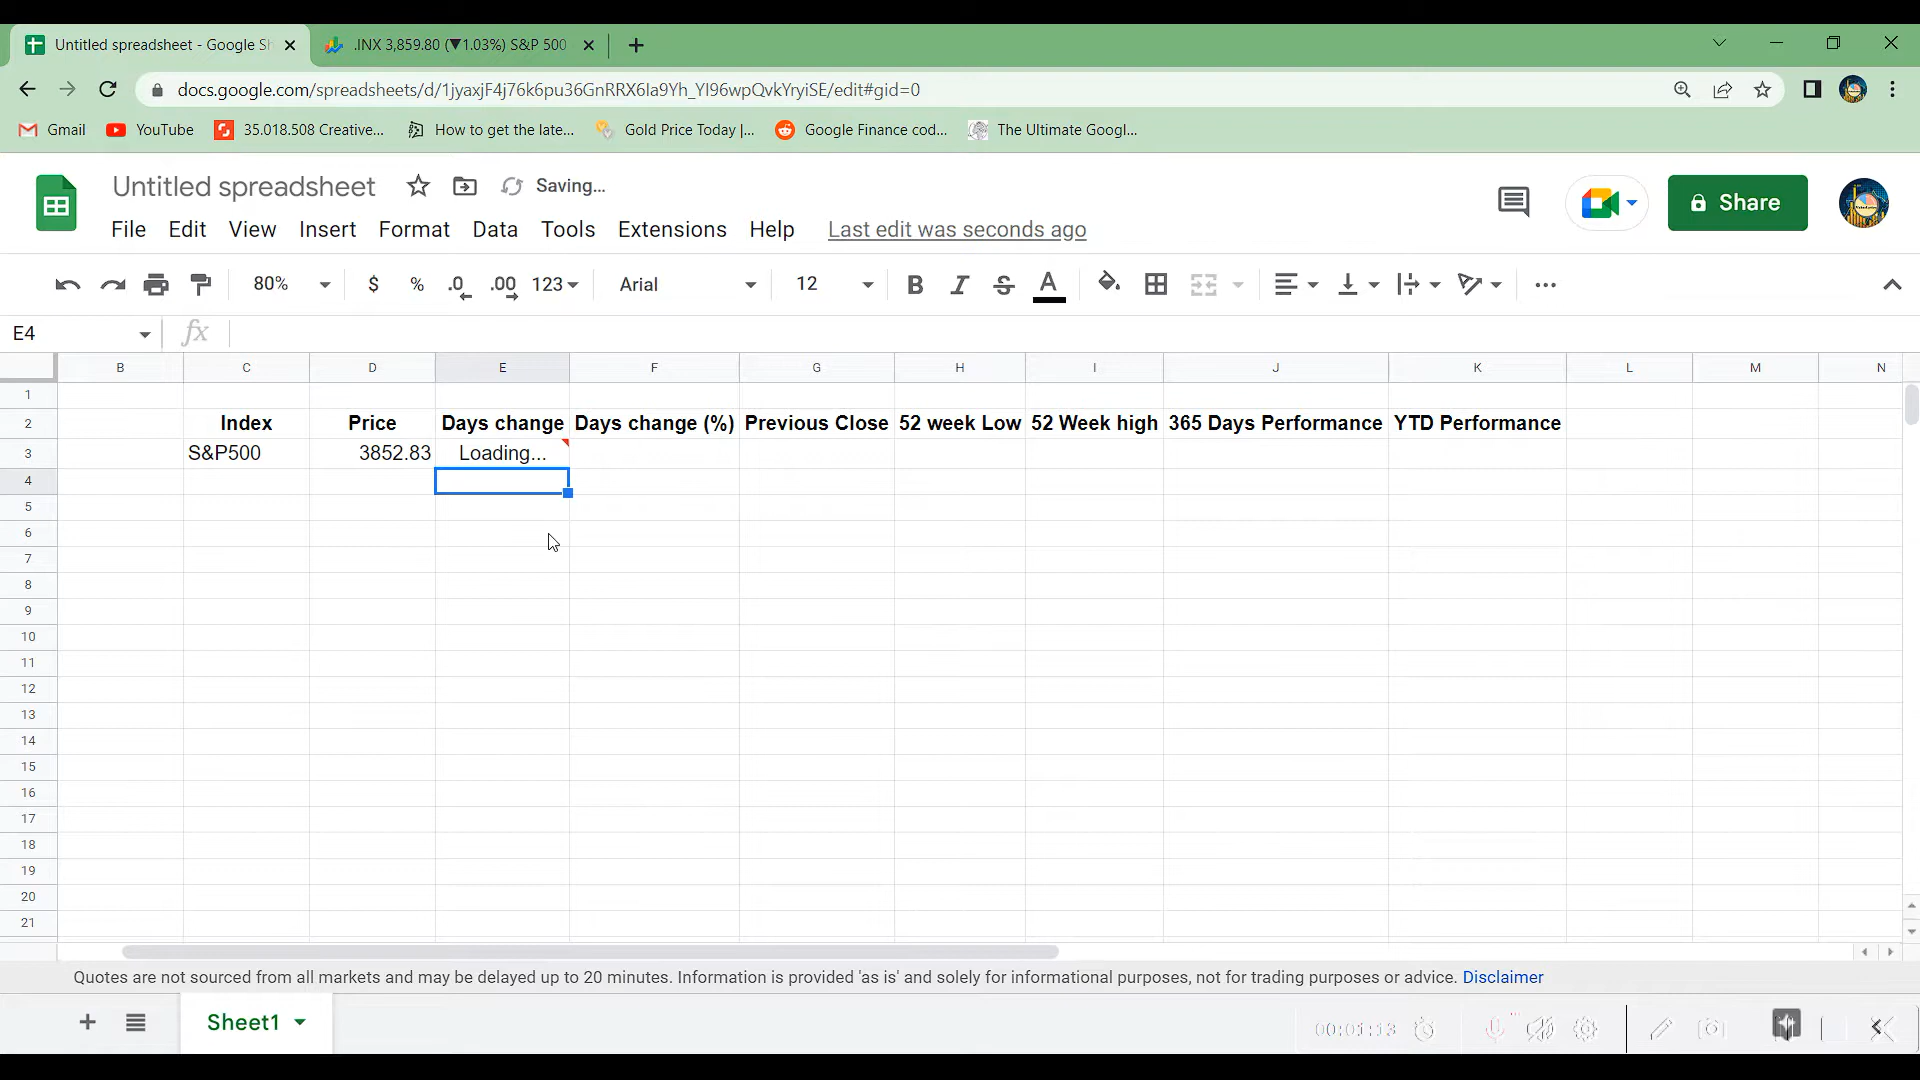 Untitled spreadsheet - Google Sh
.INX 3,859.80 (▼1.03%) S&P 500
docs.google.com/spreadsheets/d/1jyaxjF4j76k6pu36GnRRX6Ia9Yh_Yl96wpQvkYryiSE/edit#gid=0
Gmail YouTube 35.018.508 Creative... How to get the late... Gold Price Today |... Google Finance cod... The Ultimate Googl...
Untitled spreadsheet Saving...
Share
File Edit View Insert Format Data Tools Extensions Help Last edit was seconds ago
80% $ % .0 .00 123 Arial 12 B I S A
E4 fx
B C D E F G H I J K L M N
1
2 Index Price Days change Days change (%) Previous Close 52 week Low 52 Week high 365 Days Performance YTD Performance
3 S&P500 3852.83 Loading...
4
5
6
7
8
9
10
11
12
13
14
15
16
17
18
19
20
21
Quotes are not sourced from all markets and may be delayed up to 20 minutes. Information is provided 'as is' and solely for informational purposes, not for trading purposes or advice. Disclaimer
Sheet1
00:01:13